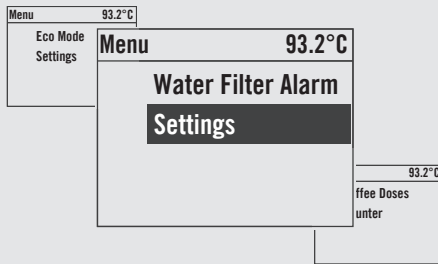 Menu 93.2°C
Eco Mode
Settings
Menu 93.2°C
Water Filter Alarm
Settings
93.2°C
ffee Doses
unter